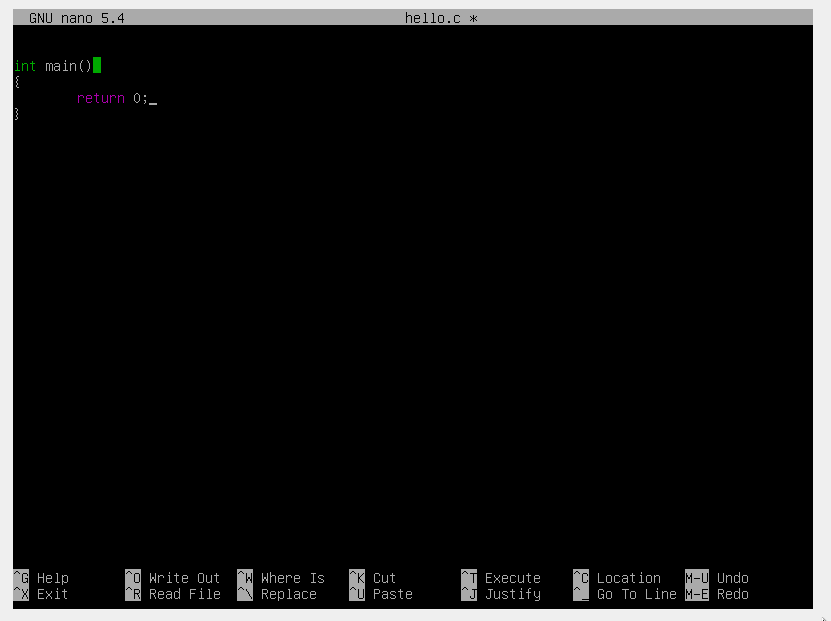 GNU nano 5.4 hello.c *
int main()
{
return 0;_
}
^G Help ^O Write Out ^W Where Is ^K Cut ^T Execute ^C Location M-U Undo
^X Exit ^R Read File ^\ Replace ^U Paste ^J Justify ^_ Go To Line M-E Redo